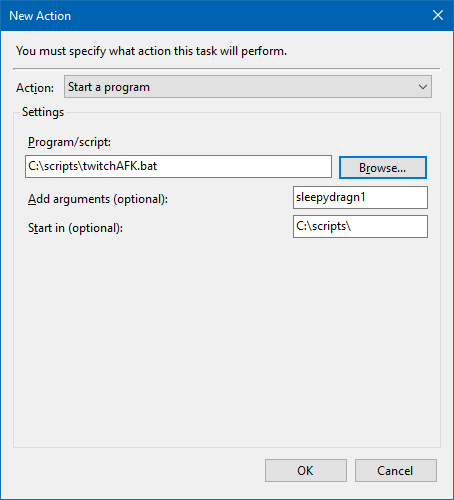 New Action
You must specify what action this task will perform.
Action: Start a program
Settings
Program/script:
C:\scripts\twitchAFK.bat Browse...
Add arguments (optional): sleepydragn1
Start in (optional): C:\scripts\
OK Cancel